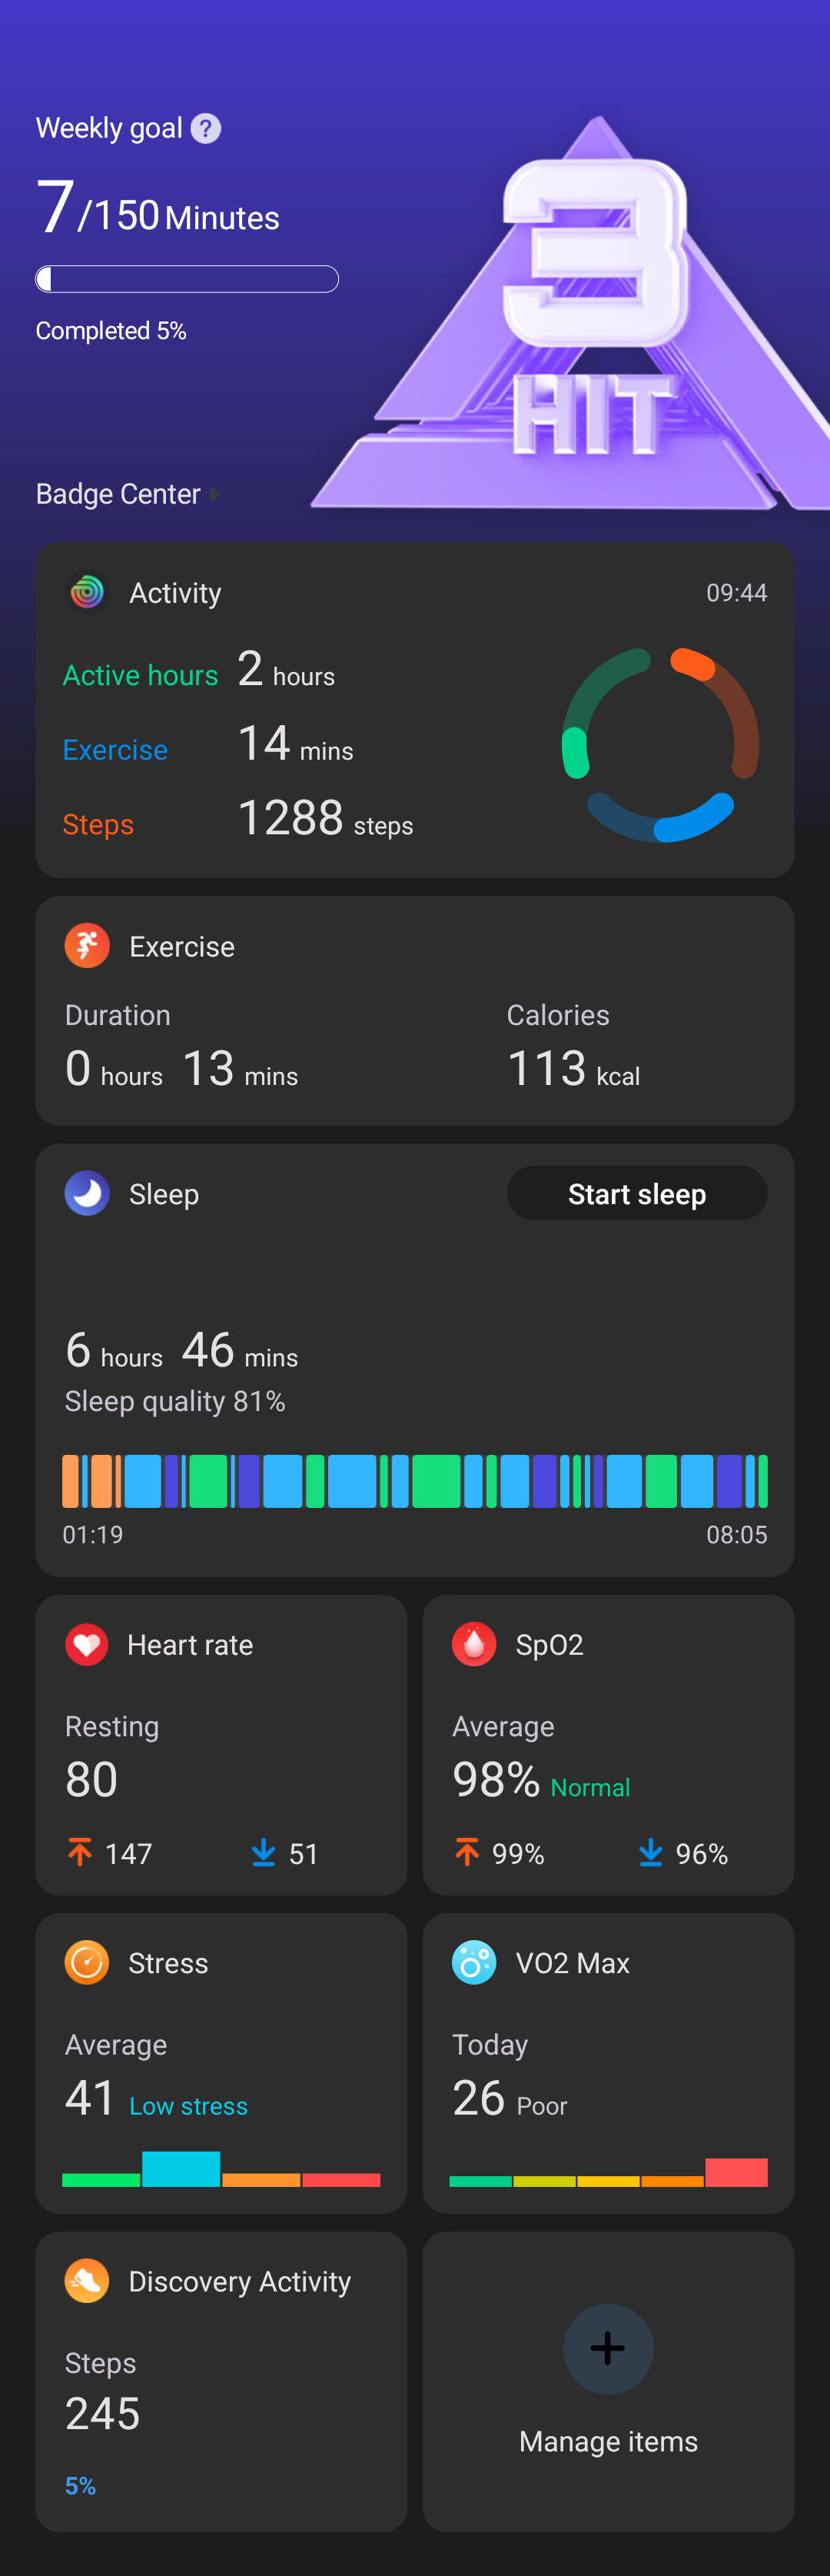 Weekly goal ?
7/150 Minutes
Completed 5%
3
HIT
Badge Center
Activity 09:44
Active hours 2 hours
Exercise 14 mins
Steps 1288 steps
Exercise
Duration Calories
0 hours 13 mins 113 kcal
Sleep Start sleep
6 hours 46 mins
Sleep quality 81%
01:19 08:05
Heart rate
Resting
80
147 51
SpO2
Average
98% Normal
99% 96%
Stress
Average
41 Low stress
VO2 Max
Today
26 Poor
Discovery Activity
Steps
245
5%
Manage items